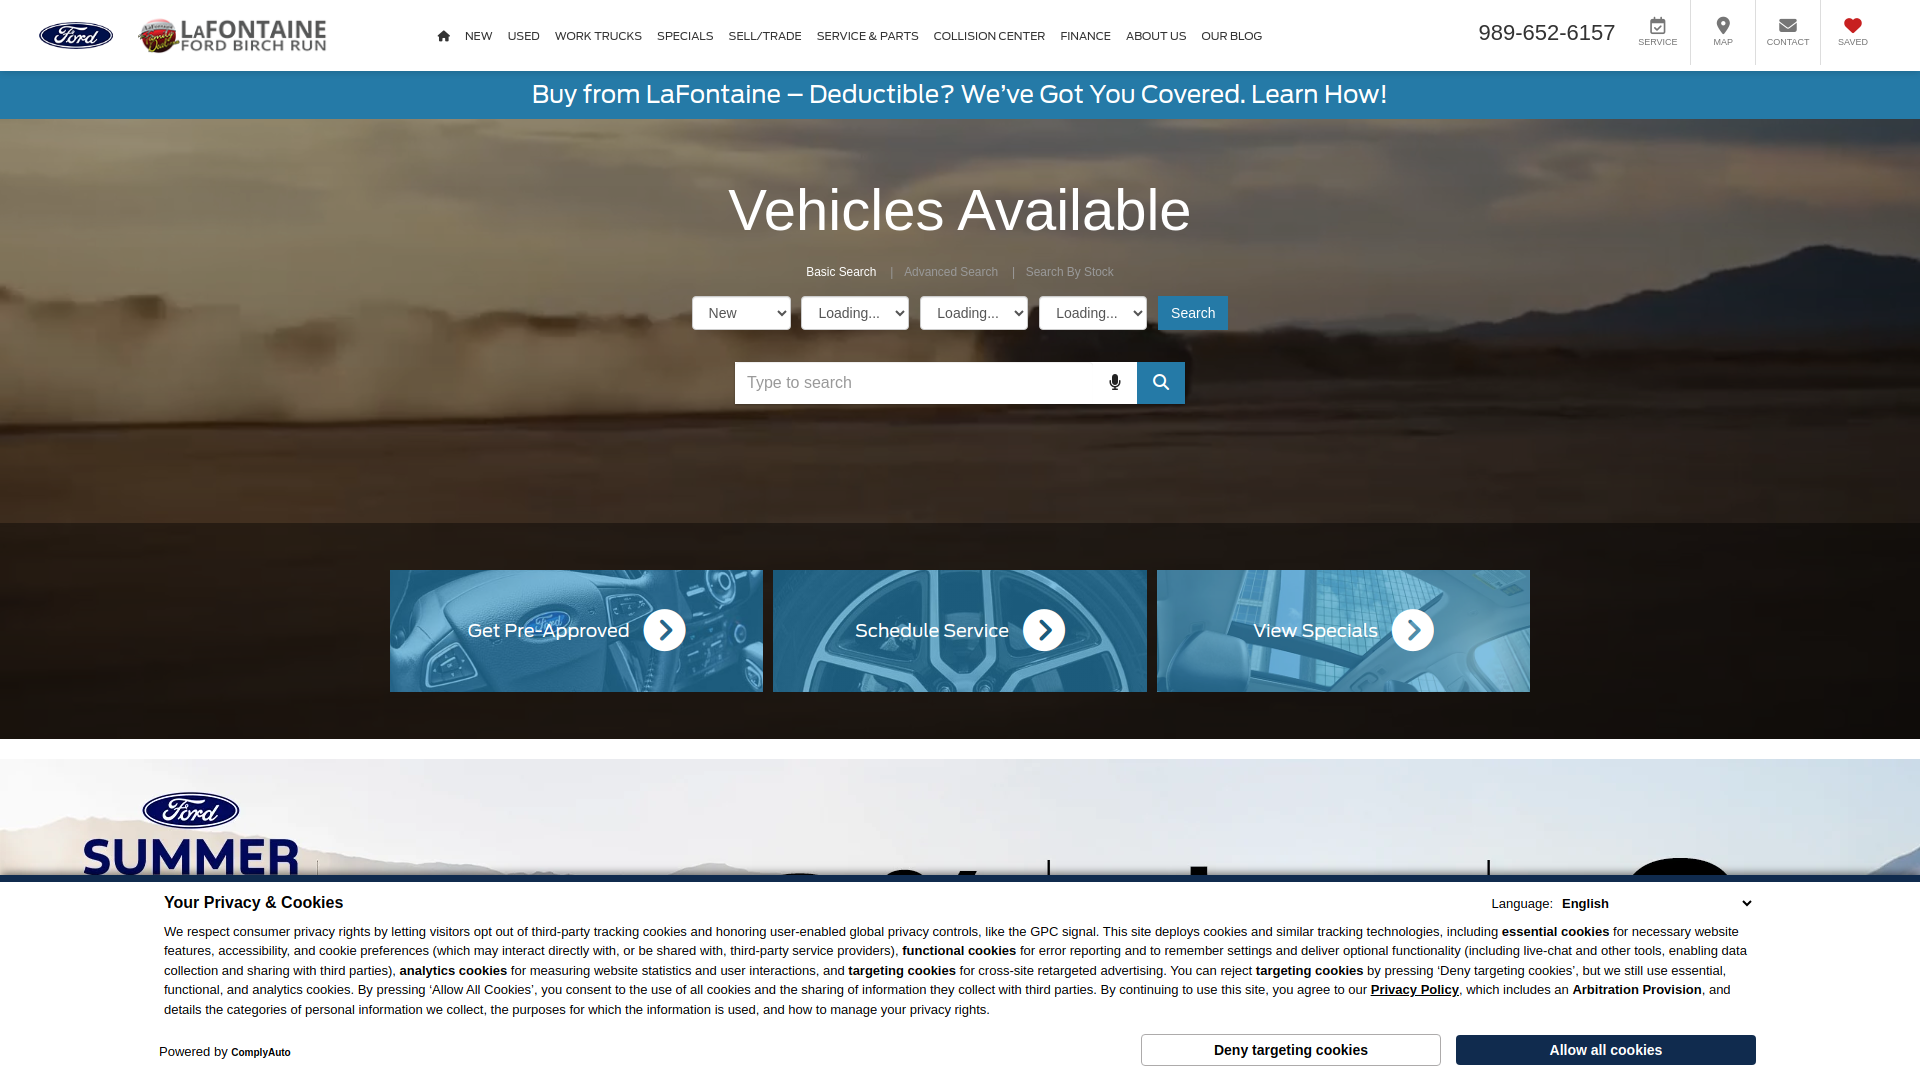 Ford
LaFONTAINE
FORD BIRCH RUN
NEW USED WORK TRUCKS SPECIALS SELL/TRADE SERVICE & PARTS COLLISION CENTER FINANCE ABOUT US OUR BLOG
989-652-6157
SERVICE MAP CONTACT SAVED
Buy from LaFontaine – Deductible? We’ve Got You Covered. Learn How!
Vehicles Available
Basic Search | Advanced Search | Search By Stock
New Loading... Loading... Loading... Search
Type to search
Get Pre-Approved Schedule Service View Specials
Ford
SUMMER
Your Privacy & Cookies
Language: English
We respect consumer privacy rights by letting visitors opt out of third-party tracking cookies and honoring user-enabled global privacy controls, like the GPC signal. This site deploys cookies and similar tracking technologies, including essential cookies for necessary website
features, accessibility, and cookie preferences (which may interact directly with, or be shared with, third-party service providers), functional cookies for error reporting and to remember settings and deliver optional functionality (including live-chat and other tools, enabling data
collection and sharing with third parties), analytics cookies for measuring website statistics and user interactions, and targeting cookies for cross-site retargeted advertising. You can reject targeting cookies by pressing ‘Deny targeting cookies’, but we still use essential,
functional, and analytics cookies. By pressing ‘Allow All Cookies’, you consent to the use of all cookies and the sharing of information they collect with third parties. By continuing to use this site, you agree to our Privacy Policy, which includes an Arbitration Provision, and
details the categories of personal information we collect, the purposes for which the information is used, and how to manage your privacy rights.
Powered by ComplyAuto
Deny targeting cookies Allow all cookies